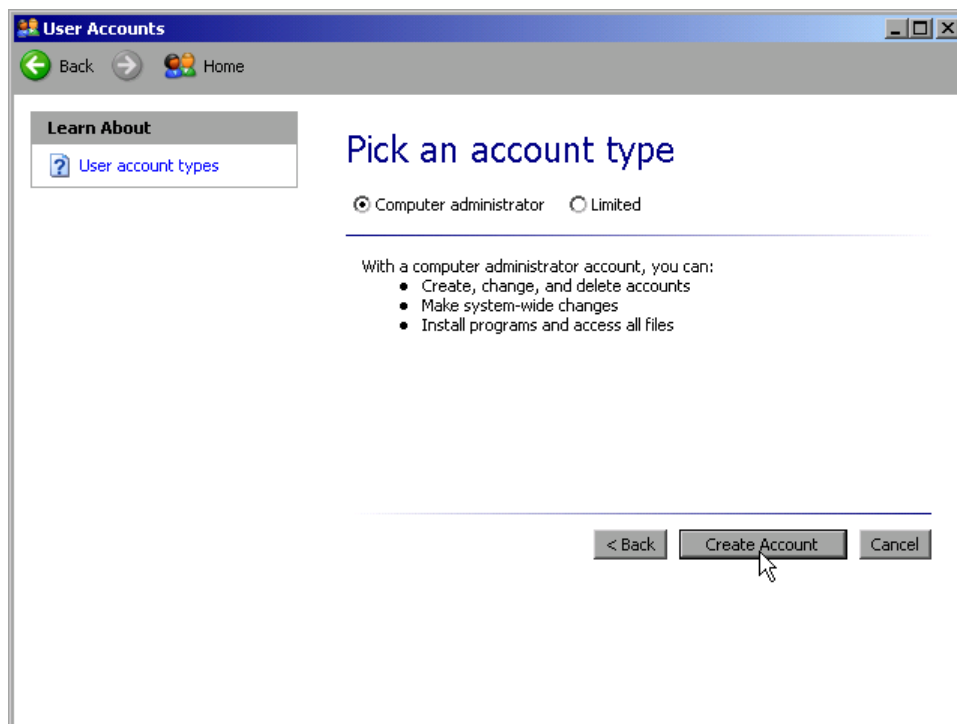 User Accounts
Back Home
Learn About
User account types
Pick an account type
Computer administrator Limited
With a computer administrator account, you can:
● Create, change, and delete accounts
● Make system-wide changes
● Install programs and access all files
< Back Create Account Cancel